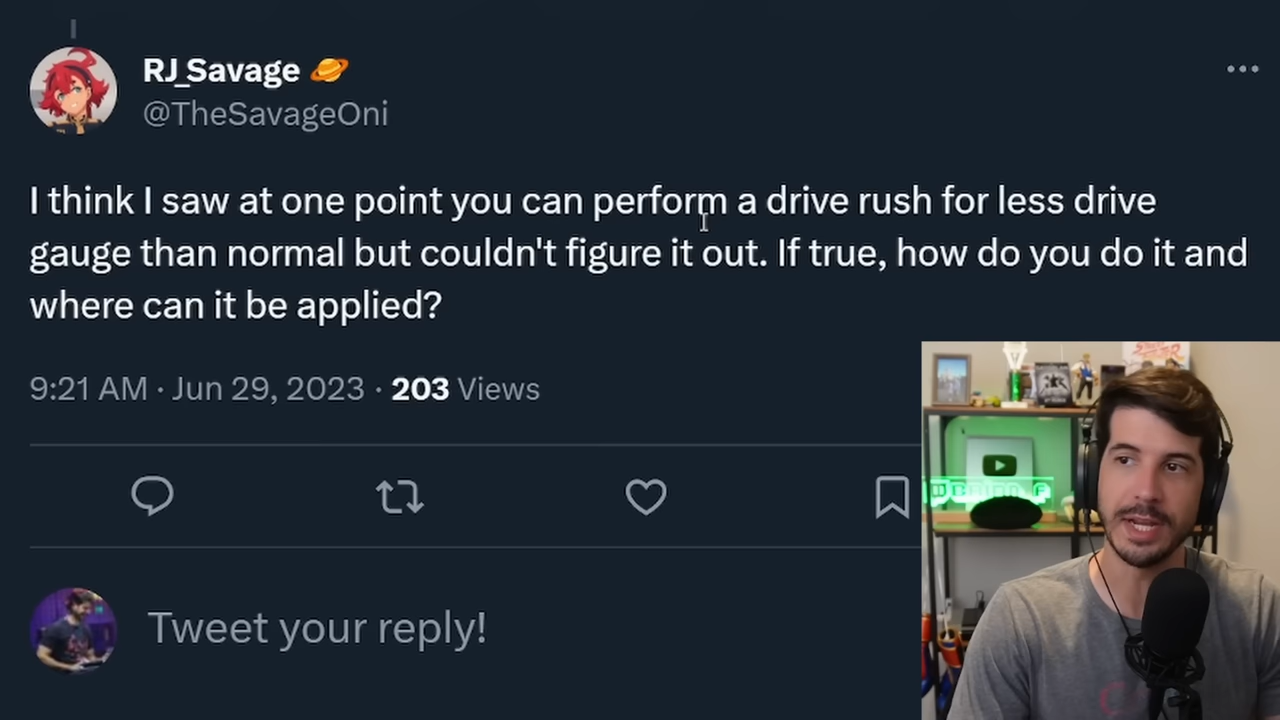 RJ_Savage 🪐
@TheSavageOni
I think I saw at one point you can perform a drive rush for less drive
gauge than normal but couldn't figure it out. If true, how do you do it and
where can it be applied?
9:21 AM · Jun 29, 2023 · 203 Views
Tweet your reply!